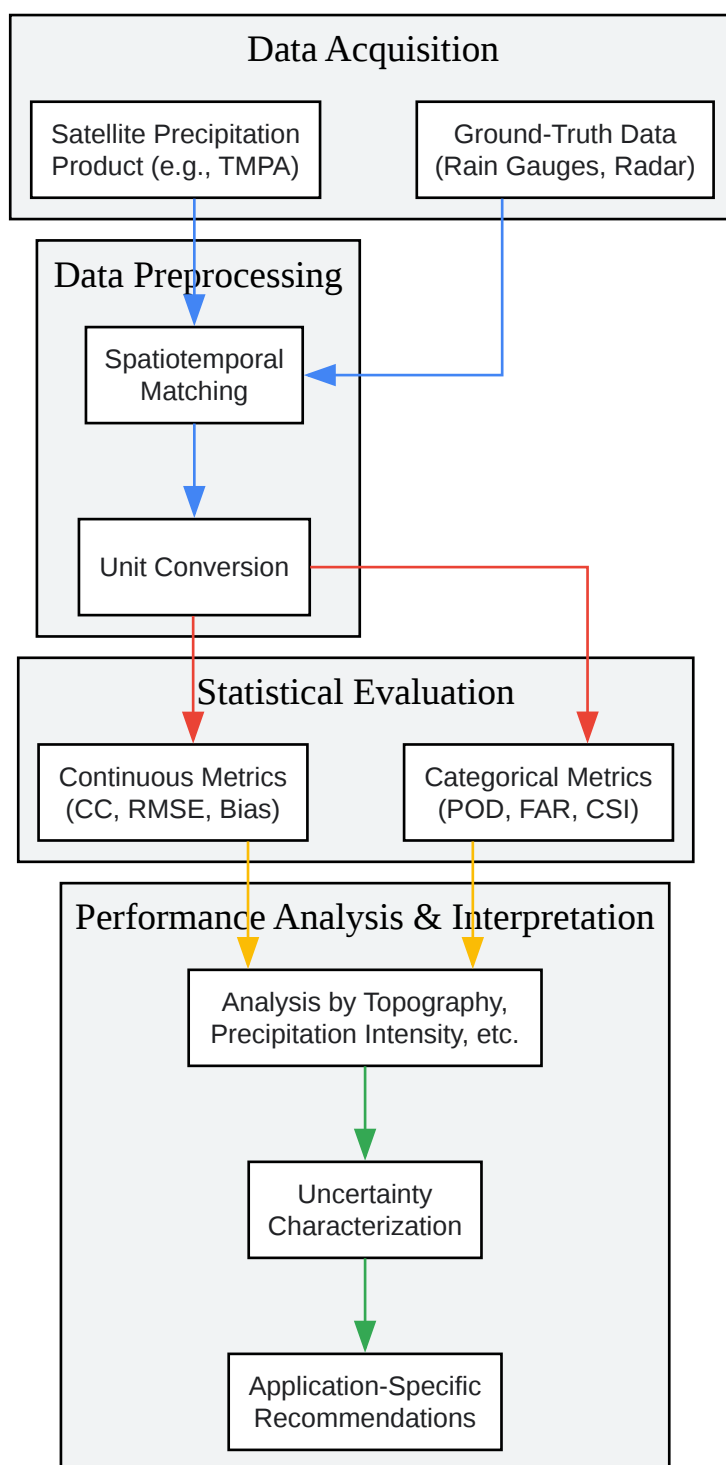 Data Acquisition
Satellite Precipitation
Product (e.g., TMPA)
Ground-Truth Data
(Rain Gauges, Radar)
Data Preprocessing
Spatiotemporal
Matching
Unit Conversion
Statistical Evaluation
Continuous Metrics
(CC, RMSE, Bias)
Categorical Metrics
(POD, FAR, CSI)
Performance Analysis & Interpretation
Analysis by Topography,
Precipitation Intensity, etc.
Uncertainty
Characterization
Application-Specific
Recommendations